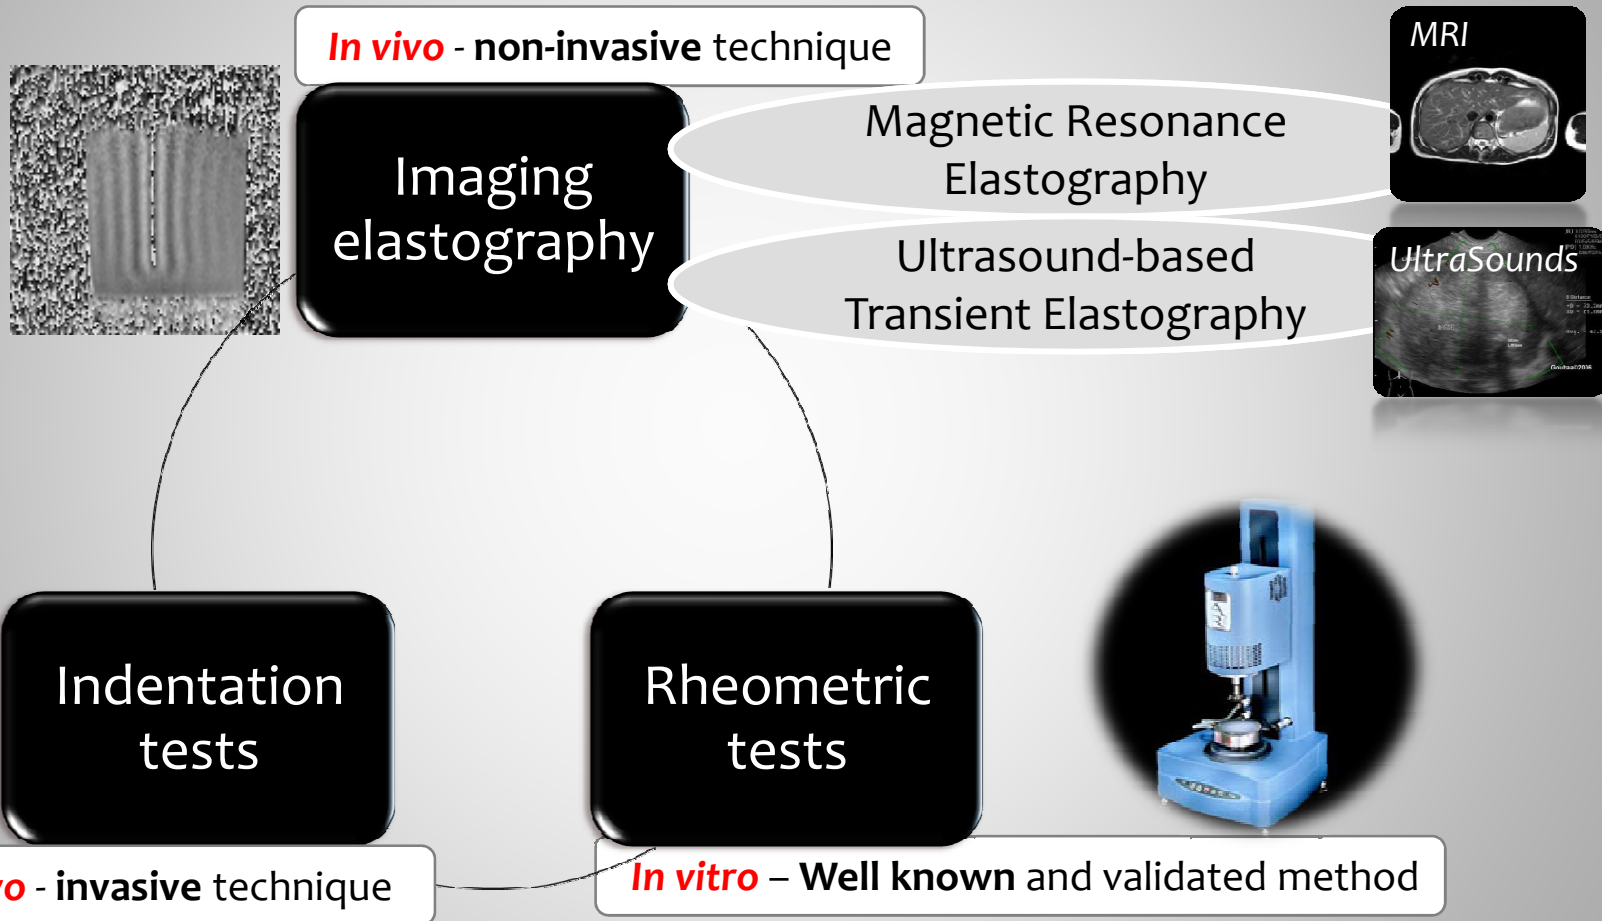 In vivo - non-invasive technique
MRI
Imaging
elastography
Magnetic Resonance
Elastography
Ultrasound-based
Transient Elastography
UltraSounds
Indentation
tests
Rheometric
tests
vo - invasive technique
In vitro – Well known and validated method